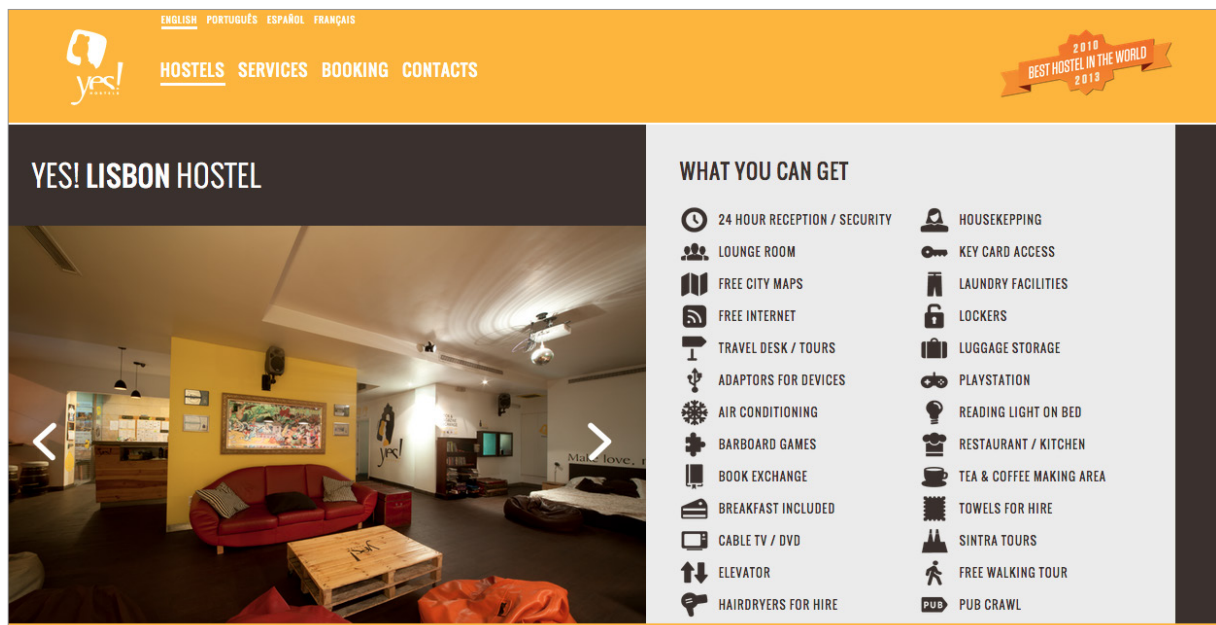 ENGLISH PORTUGUÊS ESPAÑOL FRANÇAIS
yes!
HOSTELS
HOSTELS SERVICES BOOKING CONTACTS
2010
BEST HOSTEL IN THE WORLD
2013
YES! LISBON HOSTEL
yes!
Make love,
WHAT YOU CAN GET
24 HOUR RECEPTION / SECURITY
LOUNGE ROOM
FREE CITY MAPS
FREE INTERNET
TRAVEL DESK / TOURS
ADAPTORS FOR DEVICES
AIR CONDITIONING
BARBOARD GAMES
BOOK EXCHANGE
BREAKFAST INCLUDED
CABLE TV / DVD
ELEVATOR
HAIRDRYERS FOR HIRE
HOUSEKEPPING
KEY CARD ACCESS
LAUNDRY FACILITIES
LOCKERS
LUGGAGE STORAGE
PLAYSTATION
READING LIGHT ON BED
RESTAURANT / KITCHEN
TEA & COFFEE MAKING AREA
TOWELS FOR HIRE
SINTRA TOURS
FREE WALKING TOUR
PUB PUB CRAWL